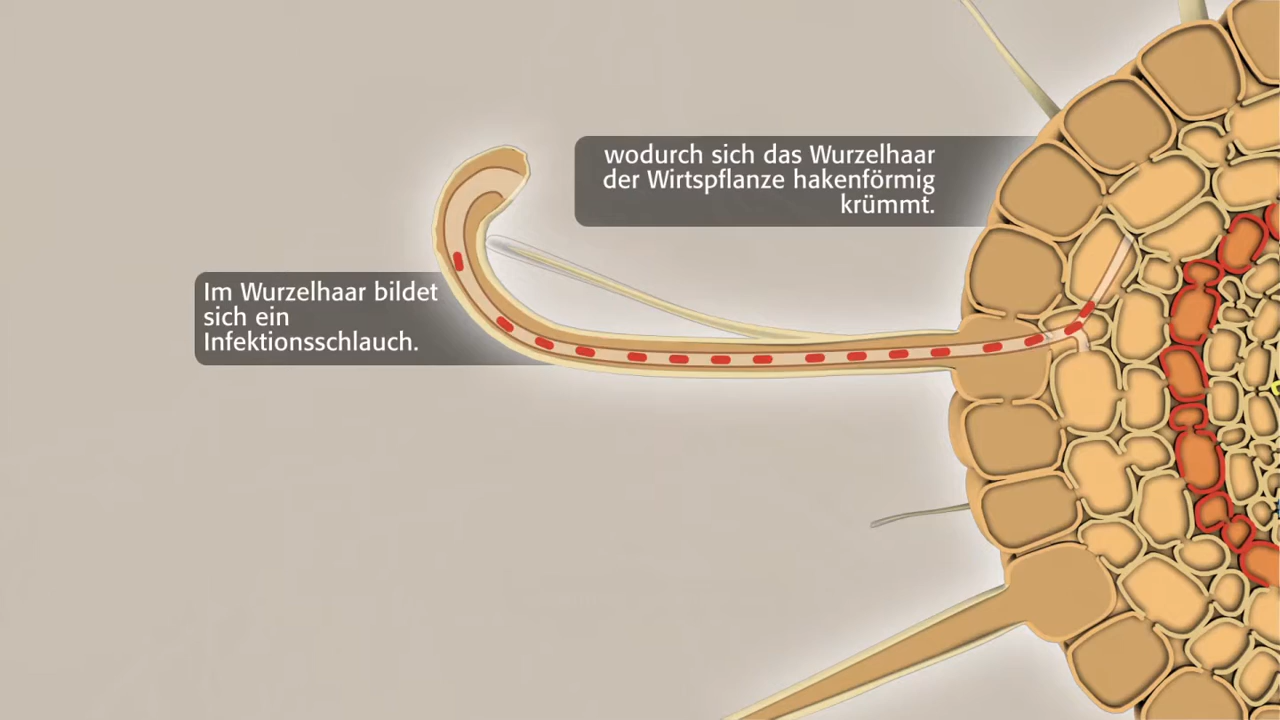 wodurch sich das Wurzelhaar
der Wirtspflanze hakenförmig
krümmt.
Im Wurzelhaar bildet
sich ein
Infektionsschlauch.